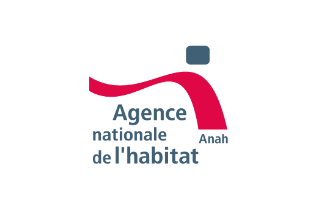 Agence
nationale
de l'habitat
Anah